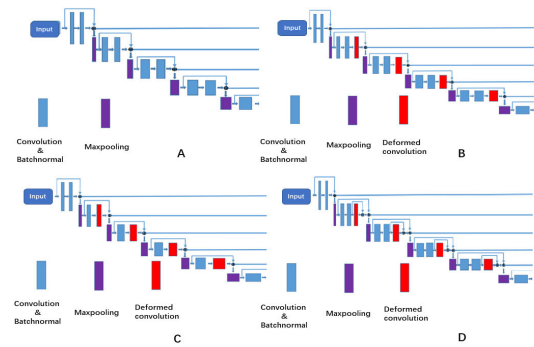 Input
Convolution
&
Batchnormal
Maxpooling
A
Input
Convolution
&
Batchnormal
Maxpooling
Deformed
convolution
B
Input
Convolution
&
Batchnormal
Maxpooling
Deformed
convolution
C
Input
Convolution
&
Batchnormal
Maxpooling
Deformed
convolution
D